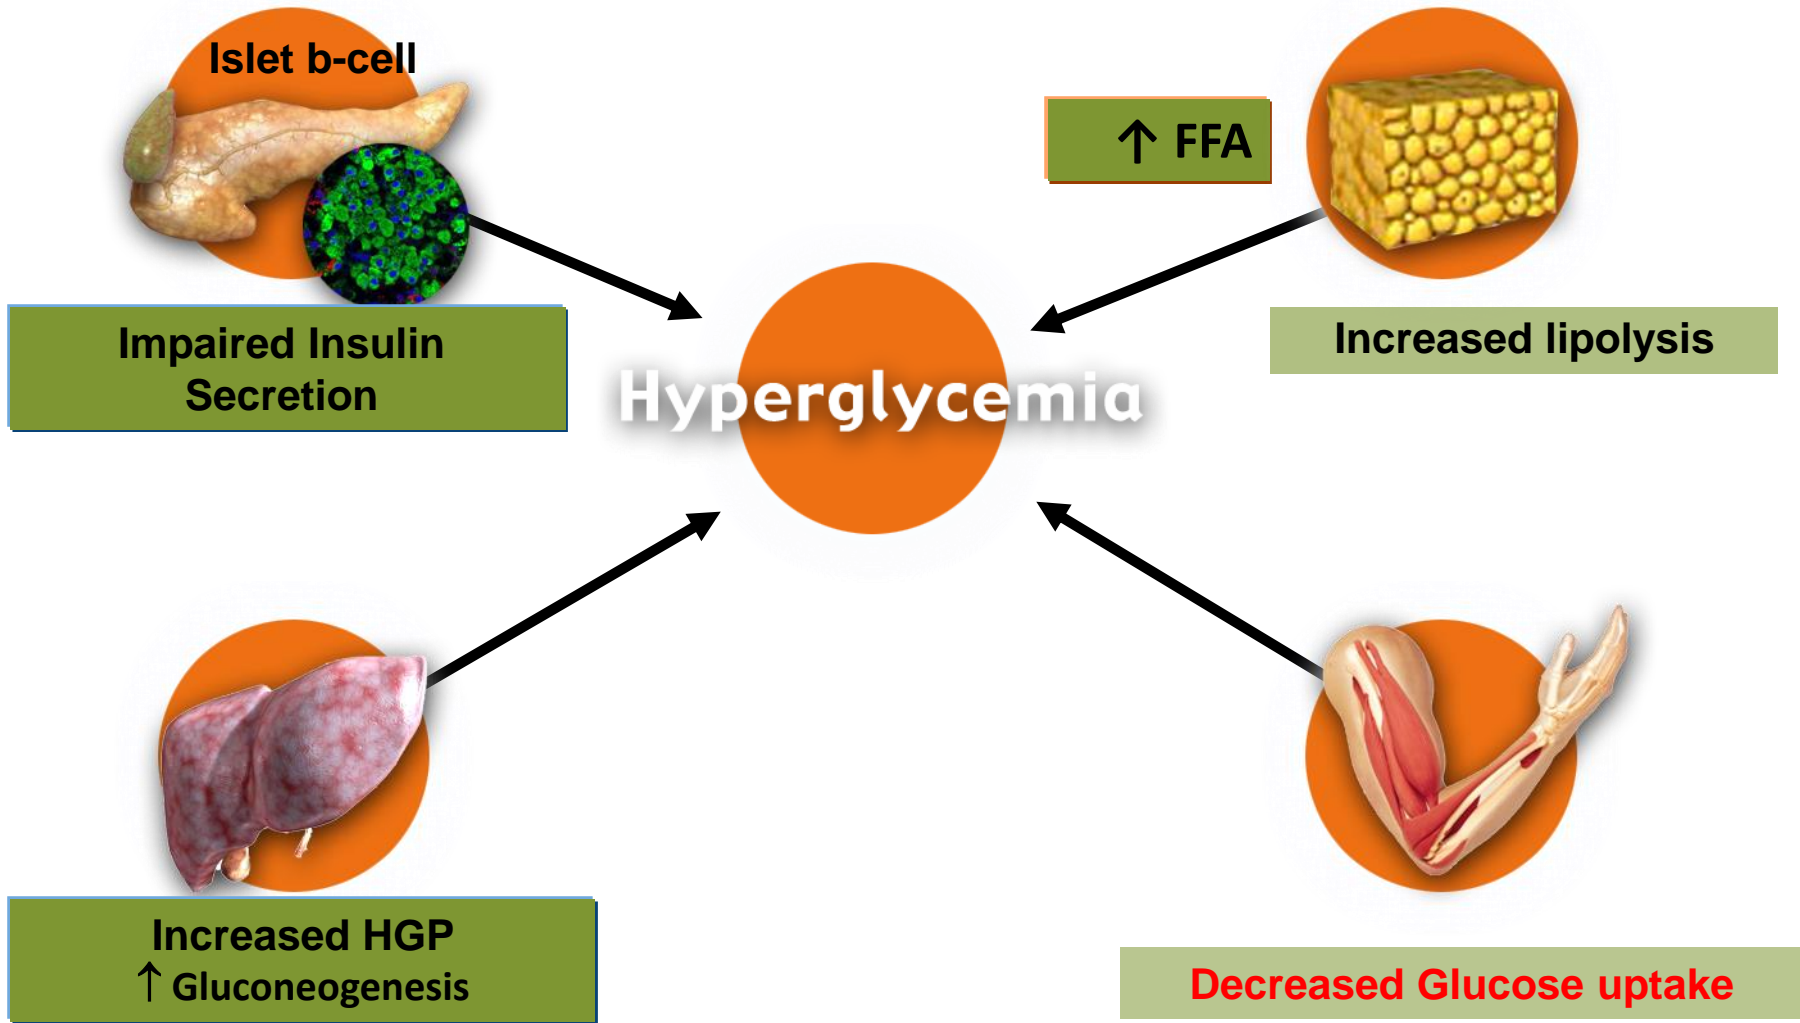 Islet b-cell
↑ FFA
Impaired Insulin
Secretion
Increased lipolysis
Hyperglycemia
Increased HGP
↑ Gluconeogenesis
Decreased Glucose uptake